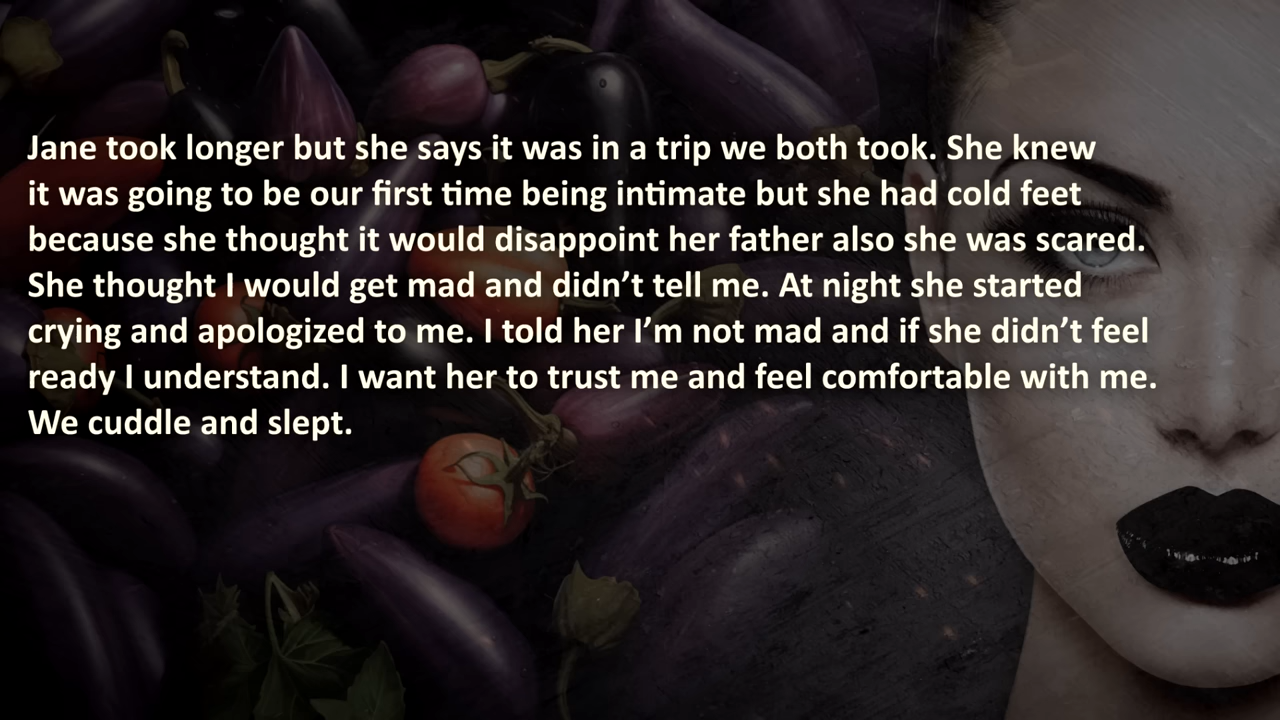 Jane took longer but she says it was in a trip we both took. She knew
it was going to be our first time being intimate but she had cold feet
because she thought it would disappoint her father also she was scared.
She thought I would get mad and didn’t tell me. At night she started
crying and apologized to me. I told her I’m not mad and if she didn’t feel
ready I understand. I want her to trust me and feel comfortable with me.
We cuddle and slept.